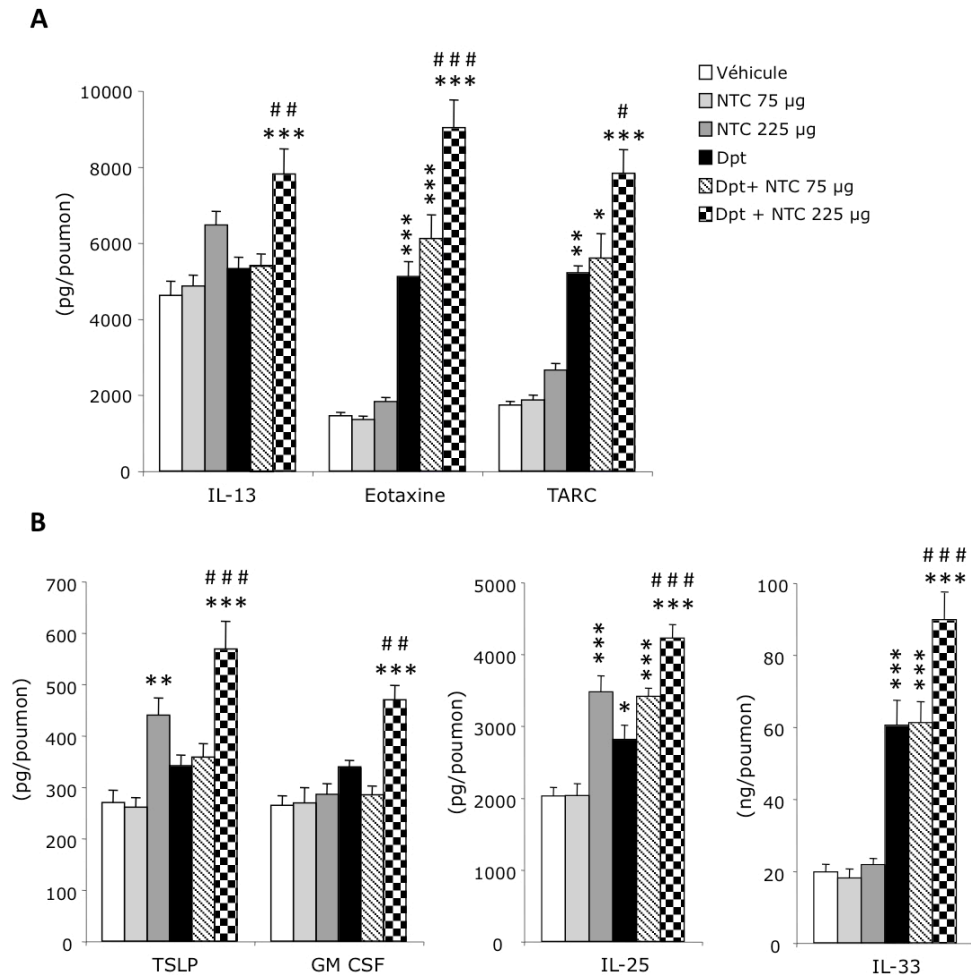 A
Véhicule
NTC 75 µg
NTC 225 µg
Dpt
Dpt+ NTC 75 µg
Dpt + NTC 225 µg
(pg/poumon)
10000
8000
6000
4000
2000
0
# #
***
***
***
# # #
***
**
*
#
***
IL-13
Eotaxine
TARC
B
(pg/poumon)
700
600
500
400
300
200
100
0
**
# # #
***
# #
***
TSLP
GM CSF
(pg/poumon)
5000
4000
3000
2000
1000
0
***
*
***
# # #
***
IL-25
(ng/poumon)
100
80
60
40
20
0
***
***
# # #
***
IL-33